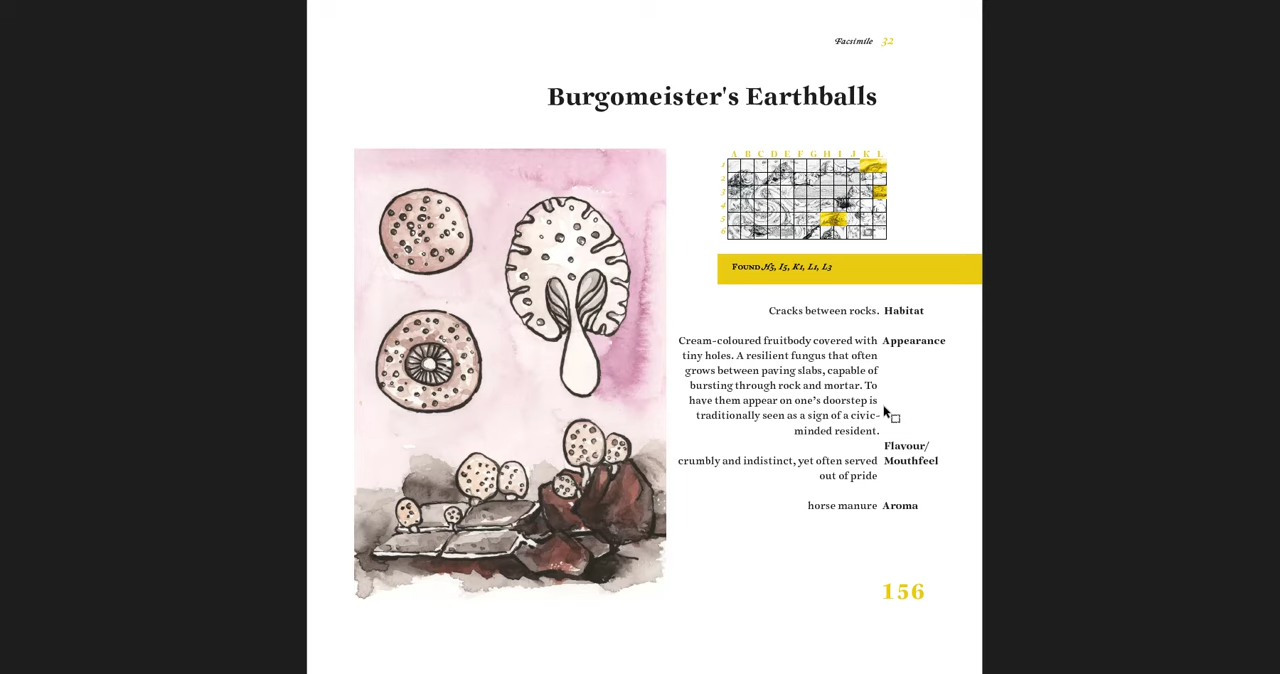 Facsimile 32
Burgomeister's Earthballs
A B C D E F G H I J K L
1
2
3
4
5
6
Found H5, I5, K1, L1, L3
Cracks between rocks. Habitat
Cream-coloured fruitbody covered with Appearance
tiny holes. A resilient fungus that often
grows between paving slabs, capable of
bursting through rock and mortar. To
have them appear on one's doorstep is
traditionally seen as a sign of a civic-
minded resident.
Flavour/
crumbly and indistinct, yet often served Mouthfeel
out of pride
horse manure Aroma
156